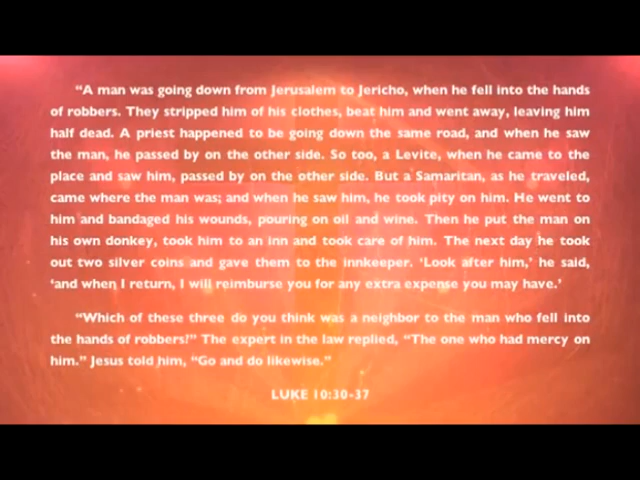 “A man was going down from Jerusalem to Jericho, when he fell into the hands
of robbers. They stripped him of his clothes, beat him and went away, leaving him
half dead. A priest happened to be going down the same road, and when he saw
the man, he passed by on the other side. So too, a Levite, when he came to the
place and saw him, passed by on the other side. But a Samaritan, as he traveled,
came where the man was; and when he saw him, he took pity on him. He went to
him and bandaged his wounds, pouring on oil and wine. Then he put the man on
his own donkey, took him to an inn and took care of him. The next day he took
out two silver coins and gave them to the innkeeper. ‘Look after him,’ he said,
‘and when I return, I will reimburse you for any extra expense you may have.’
“Which of these three do you think was a neighbor to the man who fell into
the hands of robbers?” The expert in the law replied, “The one who had mercy on
him.” Jesus told him, “Go and do likewise.”
LUKE 10:30-37